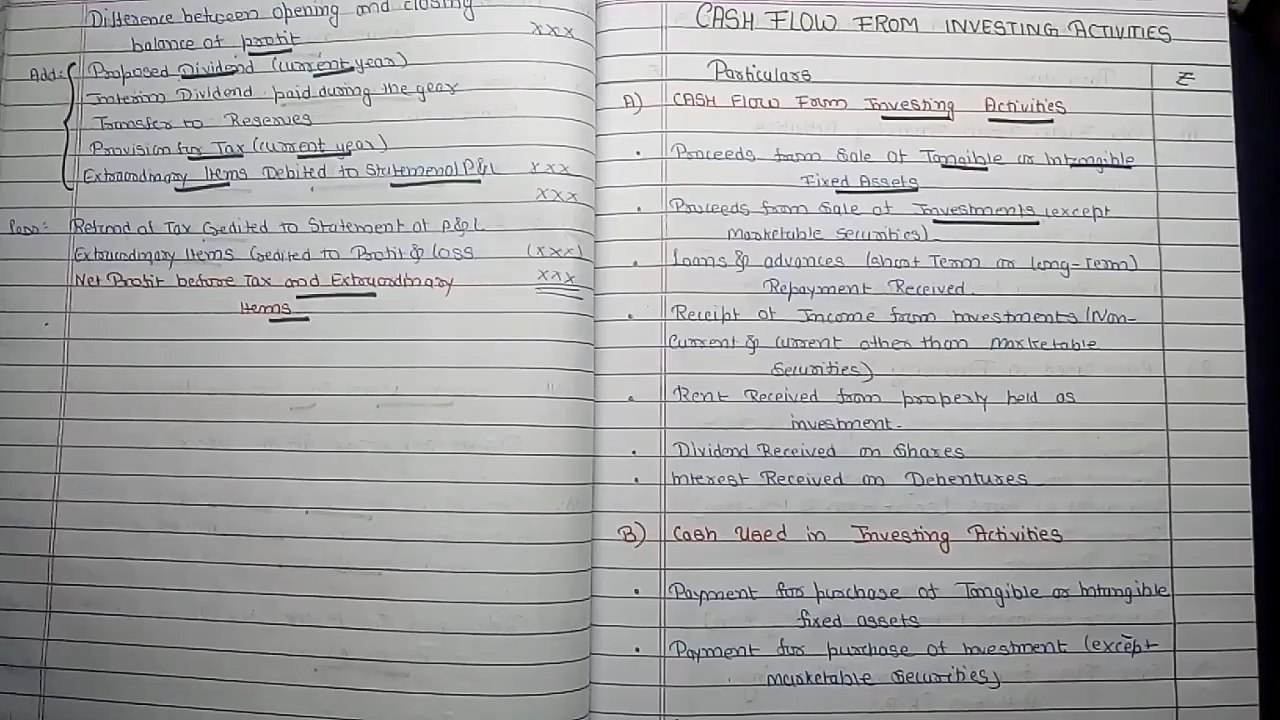 Difference between opening and closing
balance of profit xxx
Add: Proposed Dividend (current year)
Interim Dividend paid during the year
Transfer to Reserves
Provision for Tax (current year)
Extraordinary Items Debited to Statement of P&L xxx
xxx
Less: Refund of Tax Credited to Statement of P&L
Extraordinary Items Credited to Profit & Loss (xxx)
Net Profit before Tax and Extraordinary xxx
Items
CASH FLOW FROM INVESTING ACTIVITIES
Particulars ₹
A) CASH Flow From Investing Activities
• Proceeds from Sale of Tangible or Intangible
Fixed Assets
• Proceeds from Sale of Investments (except
Marketable Securities)
• Loans & advances (Short Term or long-Term)
Repayment Received.
• Receipt of Income from Investments (Non-
Current & Current other than marketable
Securities)
• Rent Received from property held as
investment.
• Dividend Received on Shares
• Interest Received on Debentures
B) Cash Used in Investing Activities
• Payment for purchase of Tangible or Intangible
fixed assets
• Payment for purchase of Investment (except
marketable Securities)